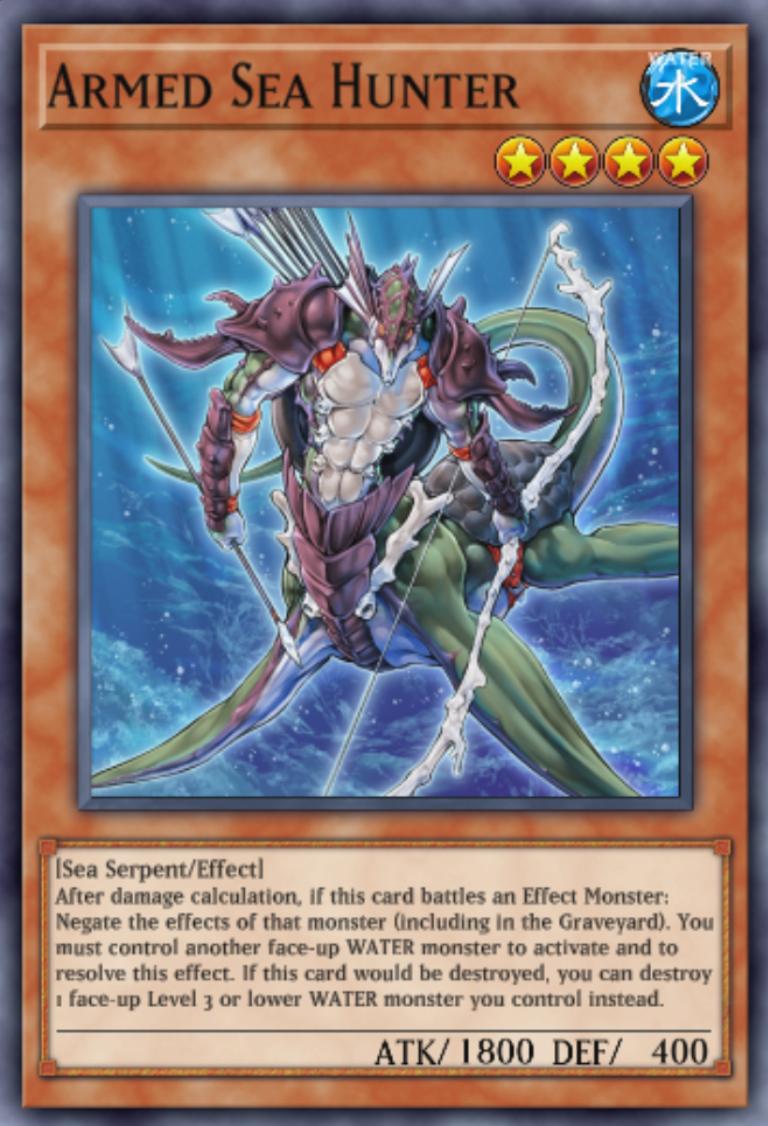 Armed Sea Hunter
WATER
水
[Sea Serpent/Effect]
After damage calculation, if this card battles an Effect Monster:
Negate the effects of that monster (including in the Graveyard). You
must control another face-up WATER monster to activate and to
resolve this effect. If this card would be destroyed, you can destroy
1 face-up Level 3 or lower WATER monster you control instead.
ATK/ 1800 DEF/ 400